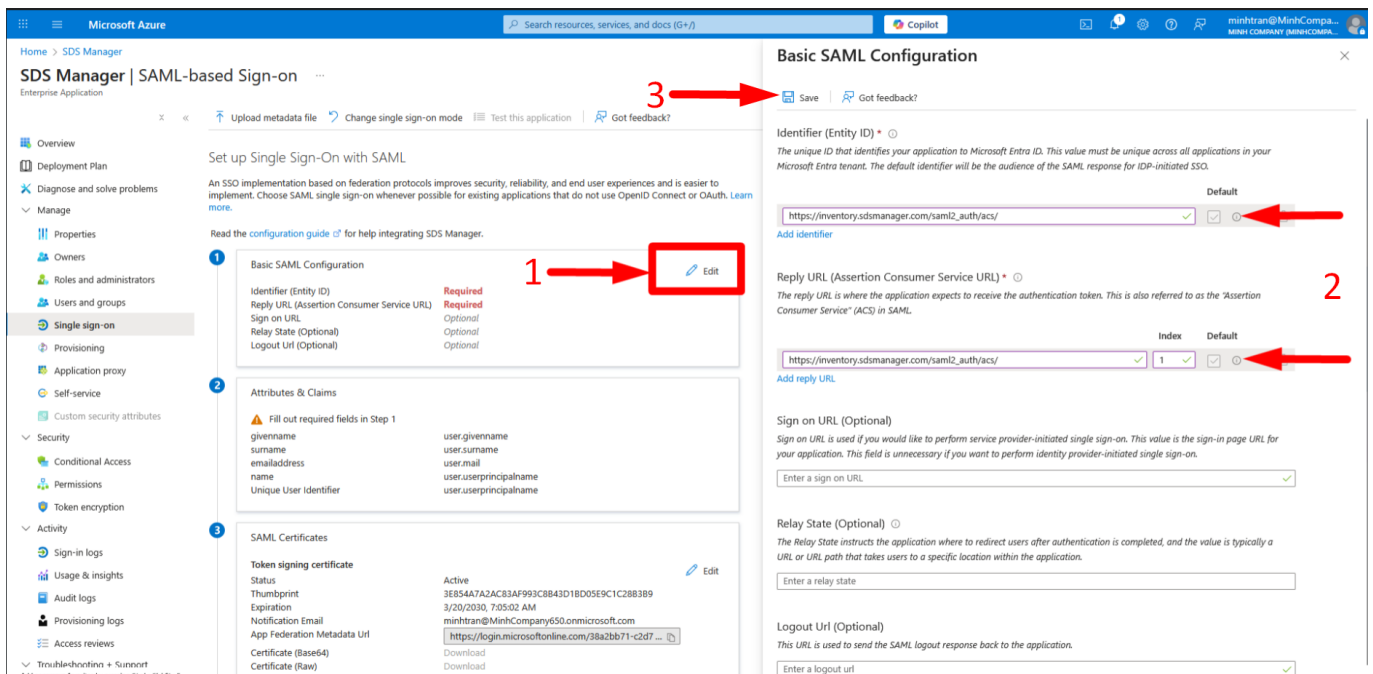 Microsoft Azure
Search resources, services, and docs (G+/)
Copilot
1
minhtran@MinhCompa...
MINH COMPANY (MINHCOMPA...
Home > SDS Manager
SDS Manager | SAML-based Sign-on ...
Enterprise Application
Overview
Deployment Plan
Diagnose and solve problems
Manage
Properties
Owners
Roles and administrators
Users and groups
Single sign-on
Provisioning
Application proxy
Self-service
Custom security attributes
Security
Conditional Access
Permissions
Token encryption
Activity
Sign-in logs
Usage & insights
Audit logs
Provisioning logs
Access reviews
Troubleshooting + Support
Upload metadata file
Change single sign-on mode
Test this application
Got feedback?
Set up Single Sign-On with SAML
An SSO implementation based on federation protocols improves security, reliability, and end user experiences and is easier to
implement. Choose SAML single sign-on whenever possible for existing applications that do not use OpenID Connect or OAuth. Learn
more.
Read the configuration guide for help integrating SDS Manager.
1
Basic SAML Configuration
1
Edit
Identifier (Entity ID) Required
Reply URL (Assertion Consumer Service URL) Required
Sign on URL Optional
Relay State (Optional) Optional
Logout Url (Optional) Optional
2
Attributes & Claims
Fill out required fields in Step 1
givenname user.givenname
surname user.surname
emailaddress user.mail
name user.userprincipalname
Unique User Identifier user.userprincipalname
3
SAML Certificates
Token signing certificate
Edit
Status Active
Thumbprint 3E854A7A2AC83AF993C8B43D1BD05E9C1C2883B9
Expiration 3/20/2030, 7:05:02 AM
Notification Email minhtran@MinhCompany650.onmicrosoft.com
App Federation Metadata Url https://login.microsoftonline.com/38a2bb71-c2d7 ...
Certificate (Base64) Download
Certificate (Raw) Download
Basic SAML Configuration
3
Save
Got feedback?
Identifier (Entity ID) *
The unique ID that identifies your application to Microsoft Entra ID. This value must be unique across all applications in your
Microsoft Entra tenant. The default identifier will be the audience of the SAML response for IDP-initiated SSO.
Default
https://inventory.sdsmanager.com/saml2_auth/acs/
Add identifier
2
Reply URL (Assertion Consumer Service URL) *
The reply URL is where the application expects to receive the authentication token. This is also referred to as the "Assertion
Consumer Service" (ACS) in SAML.
Index Default
https://inventory.sdsmanager.com/saml2_auth/acs/ 1
Add reply URL
Sign on URL (Optional)
Sign on URL is used if you would like to perform service provider-initiated single sign-on. This value is the sign-in page URL for
your application. This field is unnecessary if you want to perform identity provider-initiated single sign-on.
Enter a sign on URL
Relay State (Optional)
The Relay State instructs the application where to redirect users after authentication is completed, and the value is typically a
URL or URL path that takes users to a specific location within the application.
Enter a relay state
Logout Url (Optional)
This URL is used to send the SAML logout response back to the application.
Enter a logout url